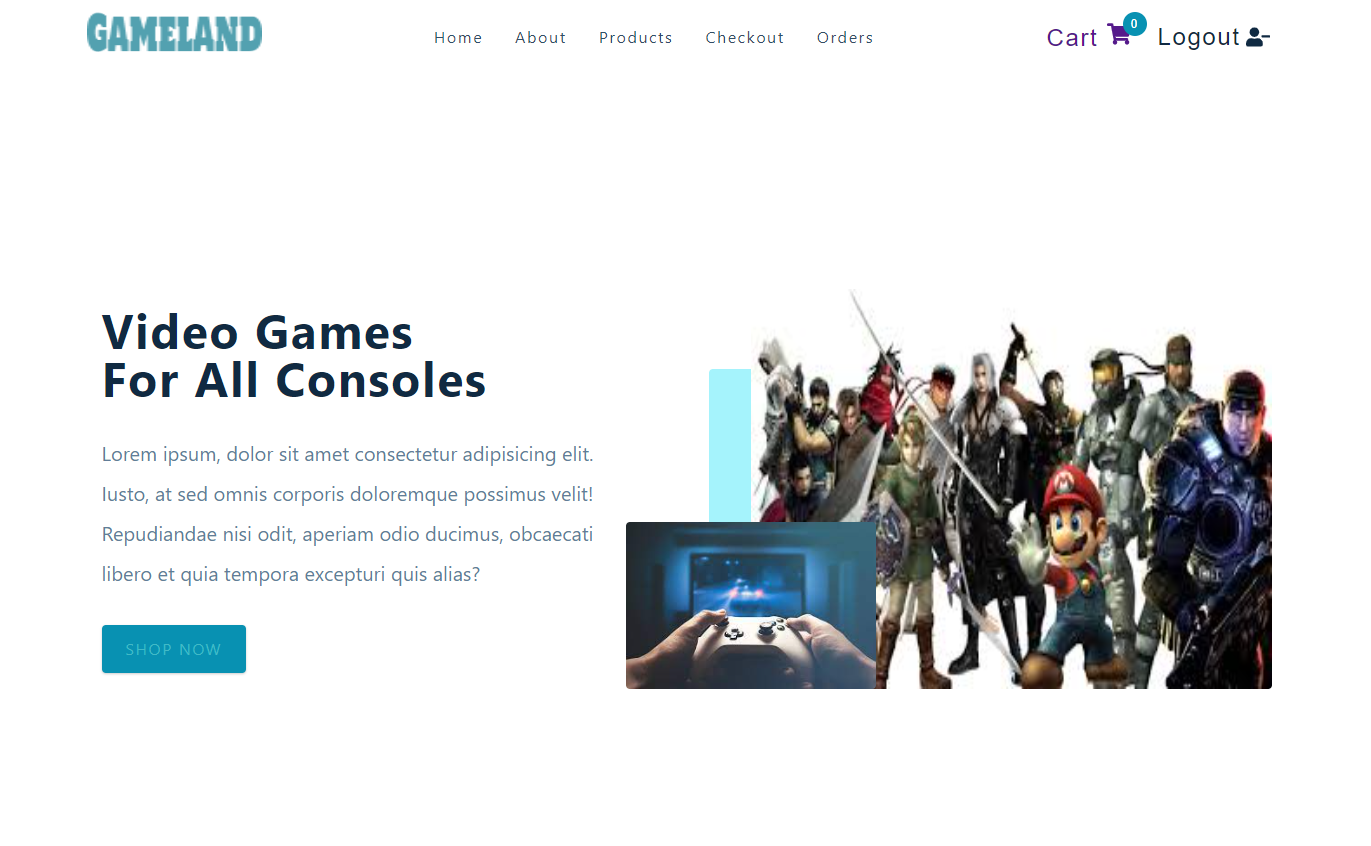 GAMELAND
Home About Products Checkout Orders
Cart 0 Logout
Video Games
For All Consoles
Lorem ipsum, dolor sit amet consectetur adipisicing elit.
Iusto, at sed omnis corporis doloremque possimus velit!
Repudiandae nisi odit, aperiam odio ducimus, obcaecati
libero et quia tempora excepturi quis alias?
SHOP NOW